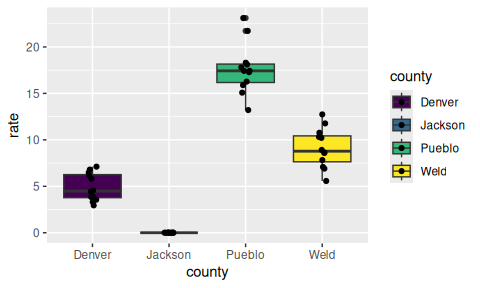 rate
20
15
10
5
0
Denver Jackson Pueblo Weld
county
county
Denver
Jackson
Pueblo
Weld